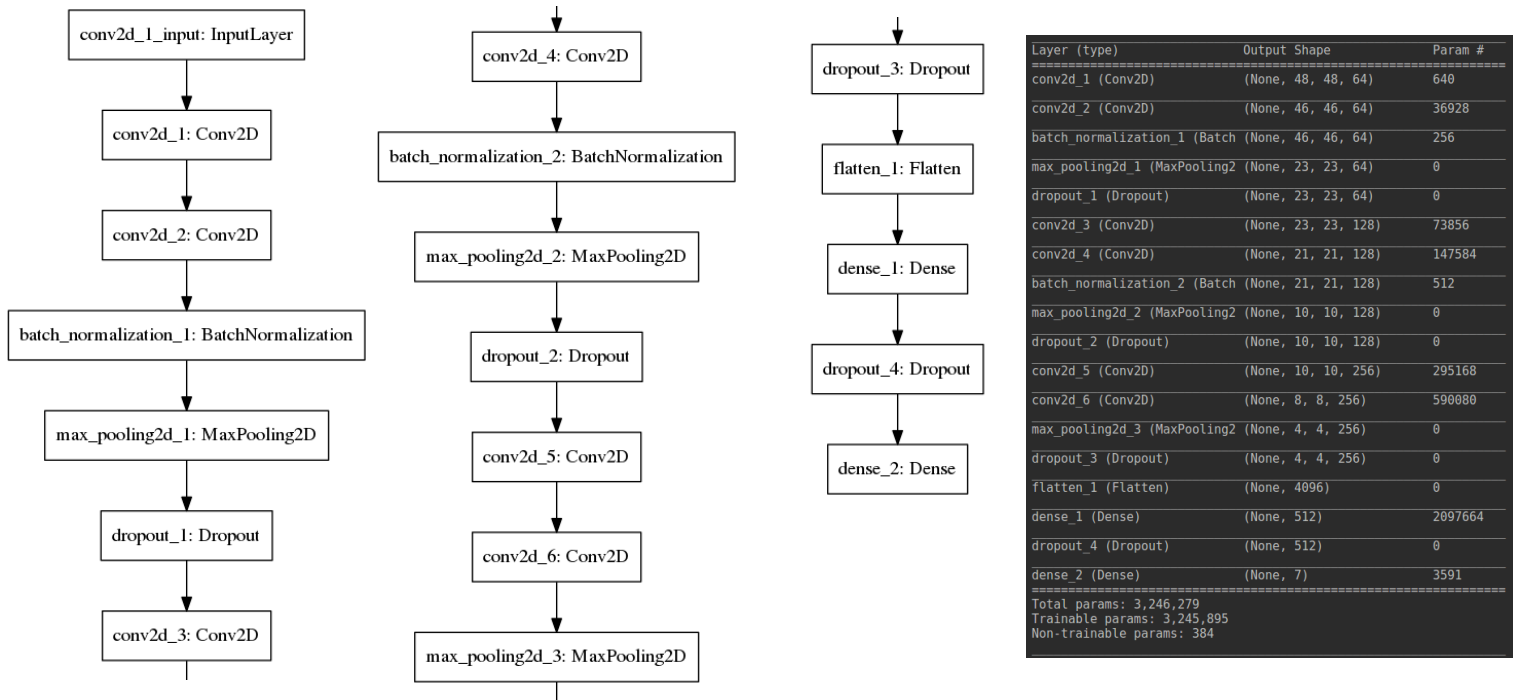 conv2d_1_input: InputLayer
conv2d_1: Conv2D
conv2d_2: Conv2D
batch_normalization_1: BatchNormalization
max_pooling2d_1: MaxPooling2D
dropout_1: Dropout
conv2d_3: Conv2D
conv2d_4: Conv2D
batch_normalization_2: BatchNormalization
max_pooling2d_2: MaxPooling2D
dropout_2: Dropout
conv2d_5: Conv2D
conv2d_6: Conv2D
max_pooling2d_3: MaxPooling2D
dropout_3: Dropout
flatten_1: Flatten
dense_1: Dense
dropout_4: Dropout
dense_2: Dense
Layer (type) Output Shape Param #
conv2d_1 (Conv2D) (None, 48, 48, 64) 640
conv2d_2 (Conv2D) (None, 46, 46, 64) 36928
batch_normalization_1 (Batch (None, 46, 46, 64) 256
max_pooling2d_1 (MaxPooling2 (None, 23, 23, 64) 0
dropout_1 (Dropout) (None, 23, 23, 64) 0
conv2d_3 (Conv2D) (None, 23, 23, 128) 73856
conv2d_4 (Conv2D) (None, 21, 21, 128) 147584
batch_normalization_2 (Batch (None, 21, 21, 128) 512
max_pooling2d_2 (MaxPooling2 (None, 10, 10, 128) 0
dropout_2 (Dropout) (None, 10, 10, 128) 0
conv2d_5 (Conv2D) (None, 10, 10, 256) 295168
conv2d_6 (Conv2D) (None, 8, 8, 256) 590080
max_pooling2d_3 (MaxPooling2 (None, 4, 4, 256) 0
dropout_3 (Dropout) (None, 4, 4, 256) 0
flatten_1 (Flatten) (None, 4096) 0
dense_1 (Dense) (None, 512) 2097664
dropout_4 (Dropout) (None, 512) 0
dense_2 (Dense) (None, 7) 3591
Total params: 3,246,279
Trainable params: 3,245,895
Non-trainable params: 384